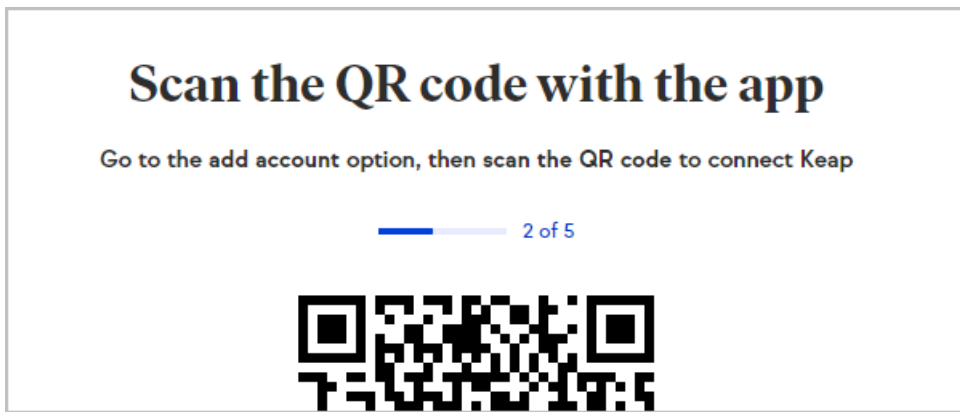 Scan the QR code with the app
Go to the add account option, then scan the QR code to connect Keap
2 of 5